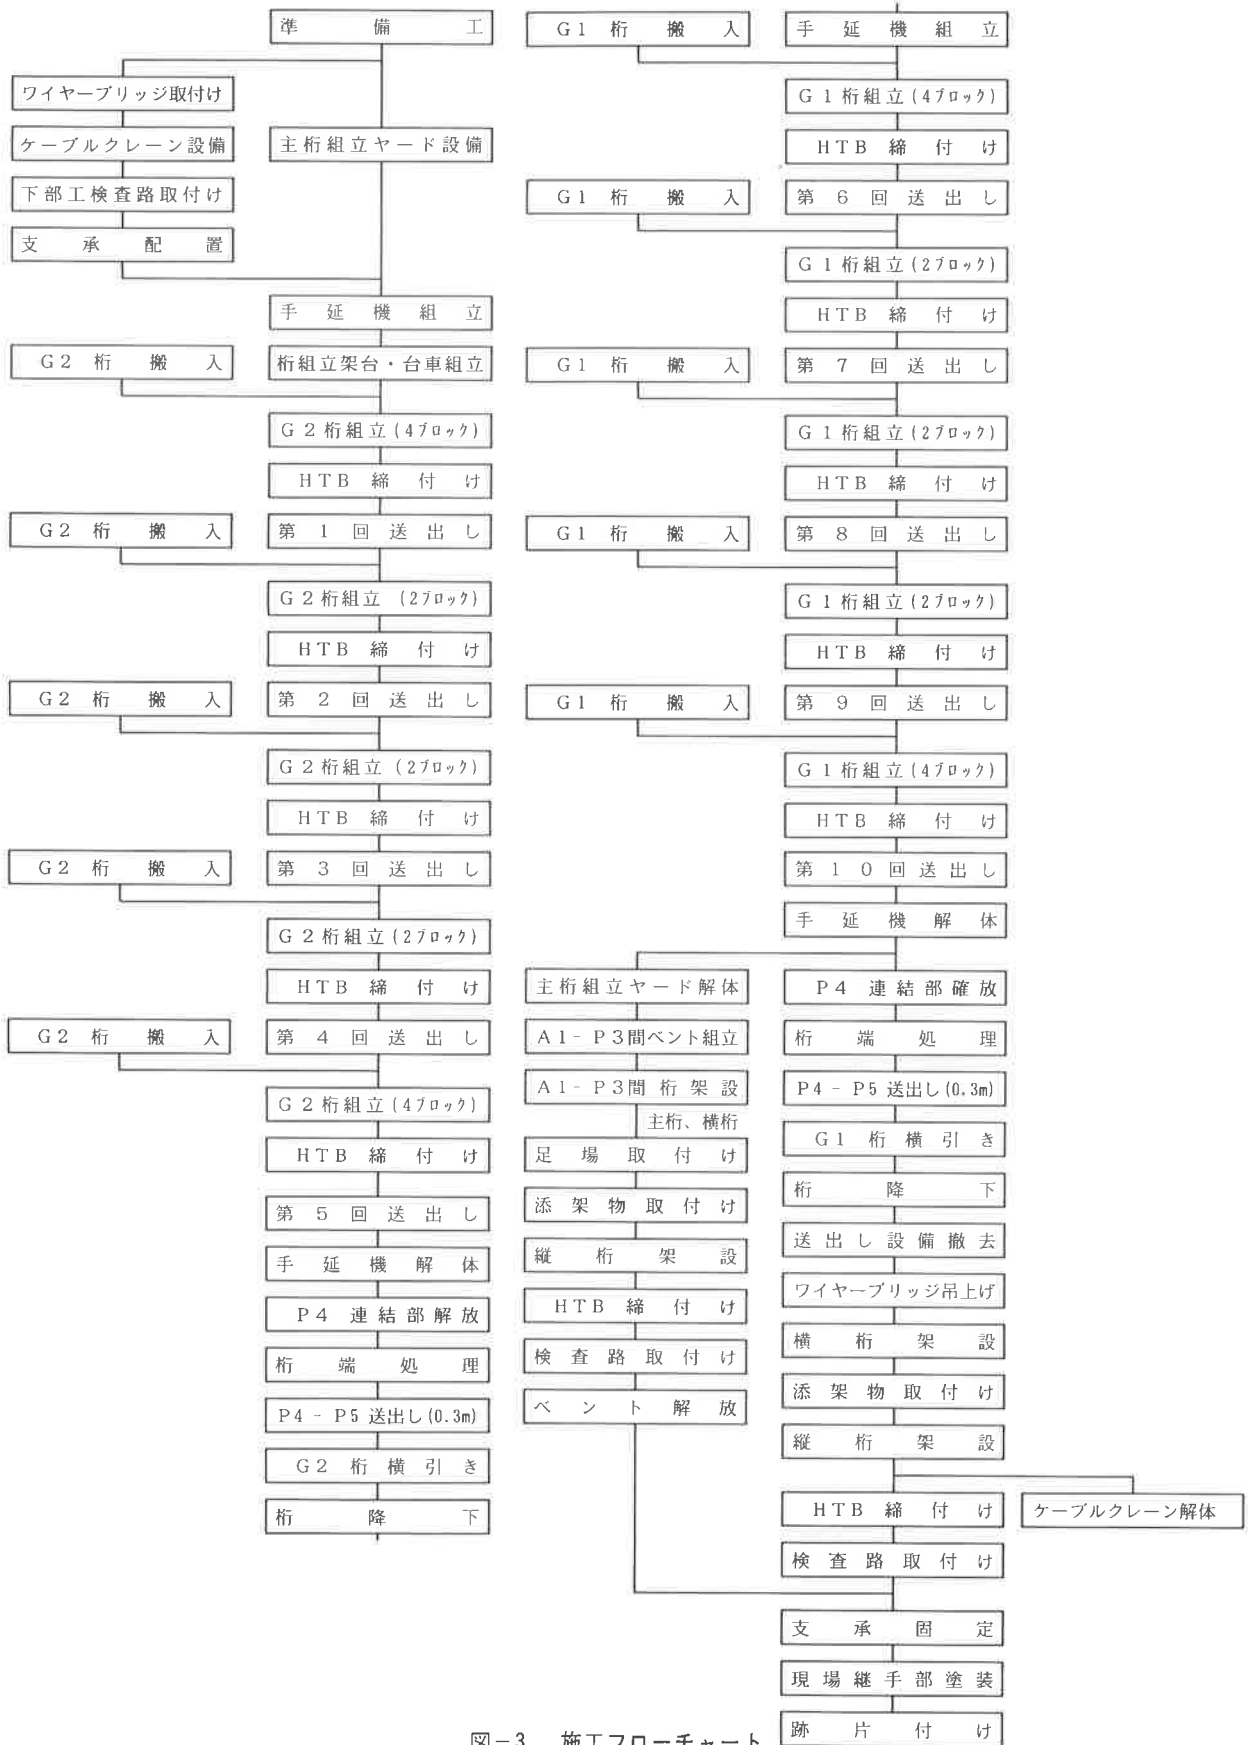 準備工
ワイヤーブリッジ取付け
ケーブルクレーン設備
主桁組立ヤード設備
下部工検査路取付け
支承配置
手延機組立
G2桁搬入
桁組立架台・台車組立
G2桁組立(4ブロック)
HTB締付け
G2桁搬入
第1回送出し
G2桁組立(2ブロック)
HTB締付け
G2桁搬入
第2回送出し
G2桁組立(2ブロック)
HTB締付け
G2桁搬入
第3回送出し
G2桁組立(2ブロック)
HTB締付け
G2桁搬入
第4回送出し
G2桁組立(4ブロック)
HTB締付け
第5回送出し
手延機解体
P4連結部解放
桁端処理
P4-P5送出し(0.3m)
G2桁横引き
桁降下
G1桁搬入
手延機組立
G1桁組立(4ブロック)
HTB締付け
G1桁搬入
第6回送出し
G1桁組立(2ブロック)
HTB締付け
G1桁搬入
第7回送出し
G1桁組立(2ブロック)
HTB締付け
G1桁搬入
第8回送出し
G1桁組立(2ブロック)
HTB締付け
G1桁搬入
第9回送出し
G1桁組立(4ブロック)
HTB締付け
第10回送出し
手延機解体
主桁組立ヤード解体
A1-P3間ベント組立
A1-P3間桁架設
主桁、横桁
足場取付け
添架物取付け
縦桁架設
HTB締付け
検査路取付け
ベント解放
P4連結部確放
桁端処理
P4-P5送出し(0.3m)
G1桁横引き
桁降下
送出し設備撤去
ワイヤーブリッジ吊上げ
横桁架設
添架物取付け
縦桁架設
HTB締付け
ケーブルクレーン解体
検査路取付け
支承固定
現場継手部塗装
跡片付け
図-3 施工フローチャート